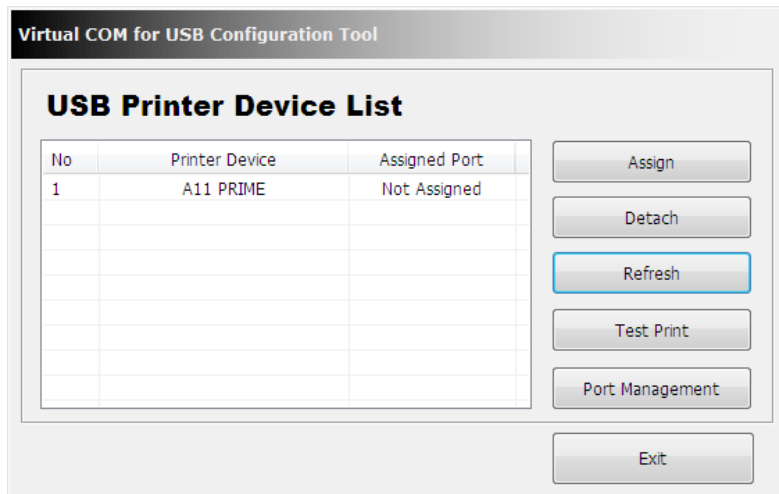 Virtual COM for USB Configuration Tool
USB Printer Device List
No Printer Device Assigned Port
1 A11 PRIME Not Assigned
Assign
Detach
Refresh
Test Print
Port Management
Exit